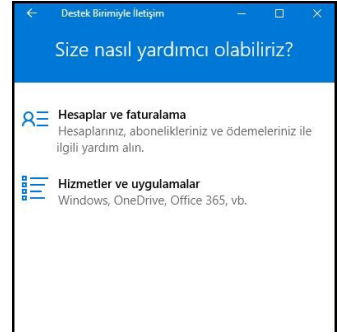 Destek Birimiyle İletişim
Size nasıl yardımcı olabiliriz?
Hesaplar ve faturalama
Hesaplarınız, abonelikleriniz ve ödemeleriniz ile
ilgili yardım alın.
Hizmetler ve uygulamalar
Windows, OneDrive, Office 365, vb.